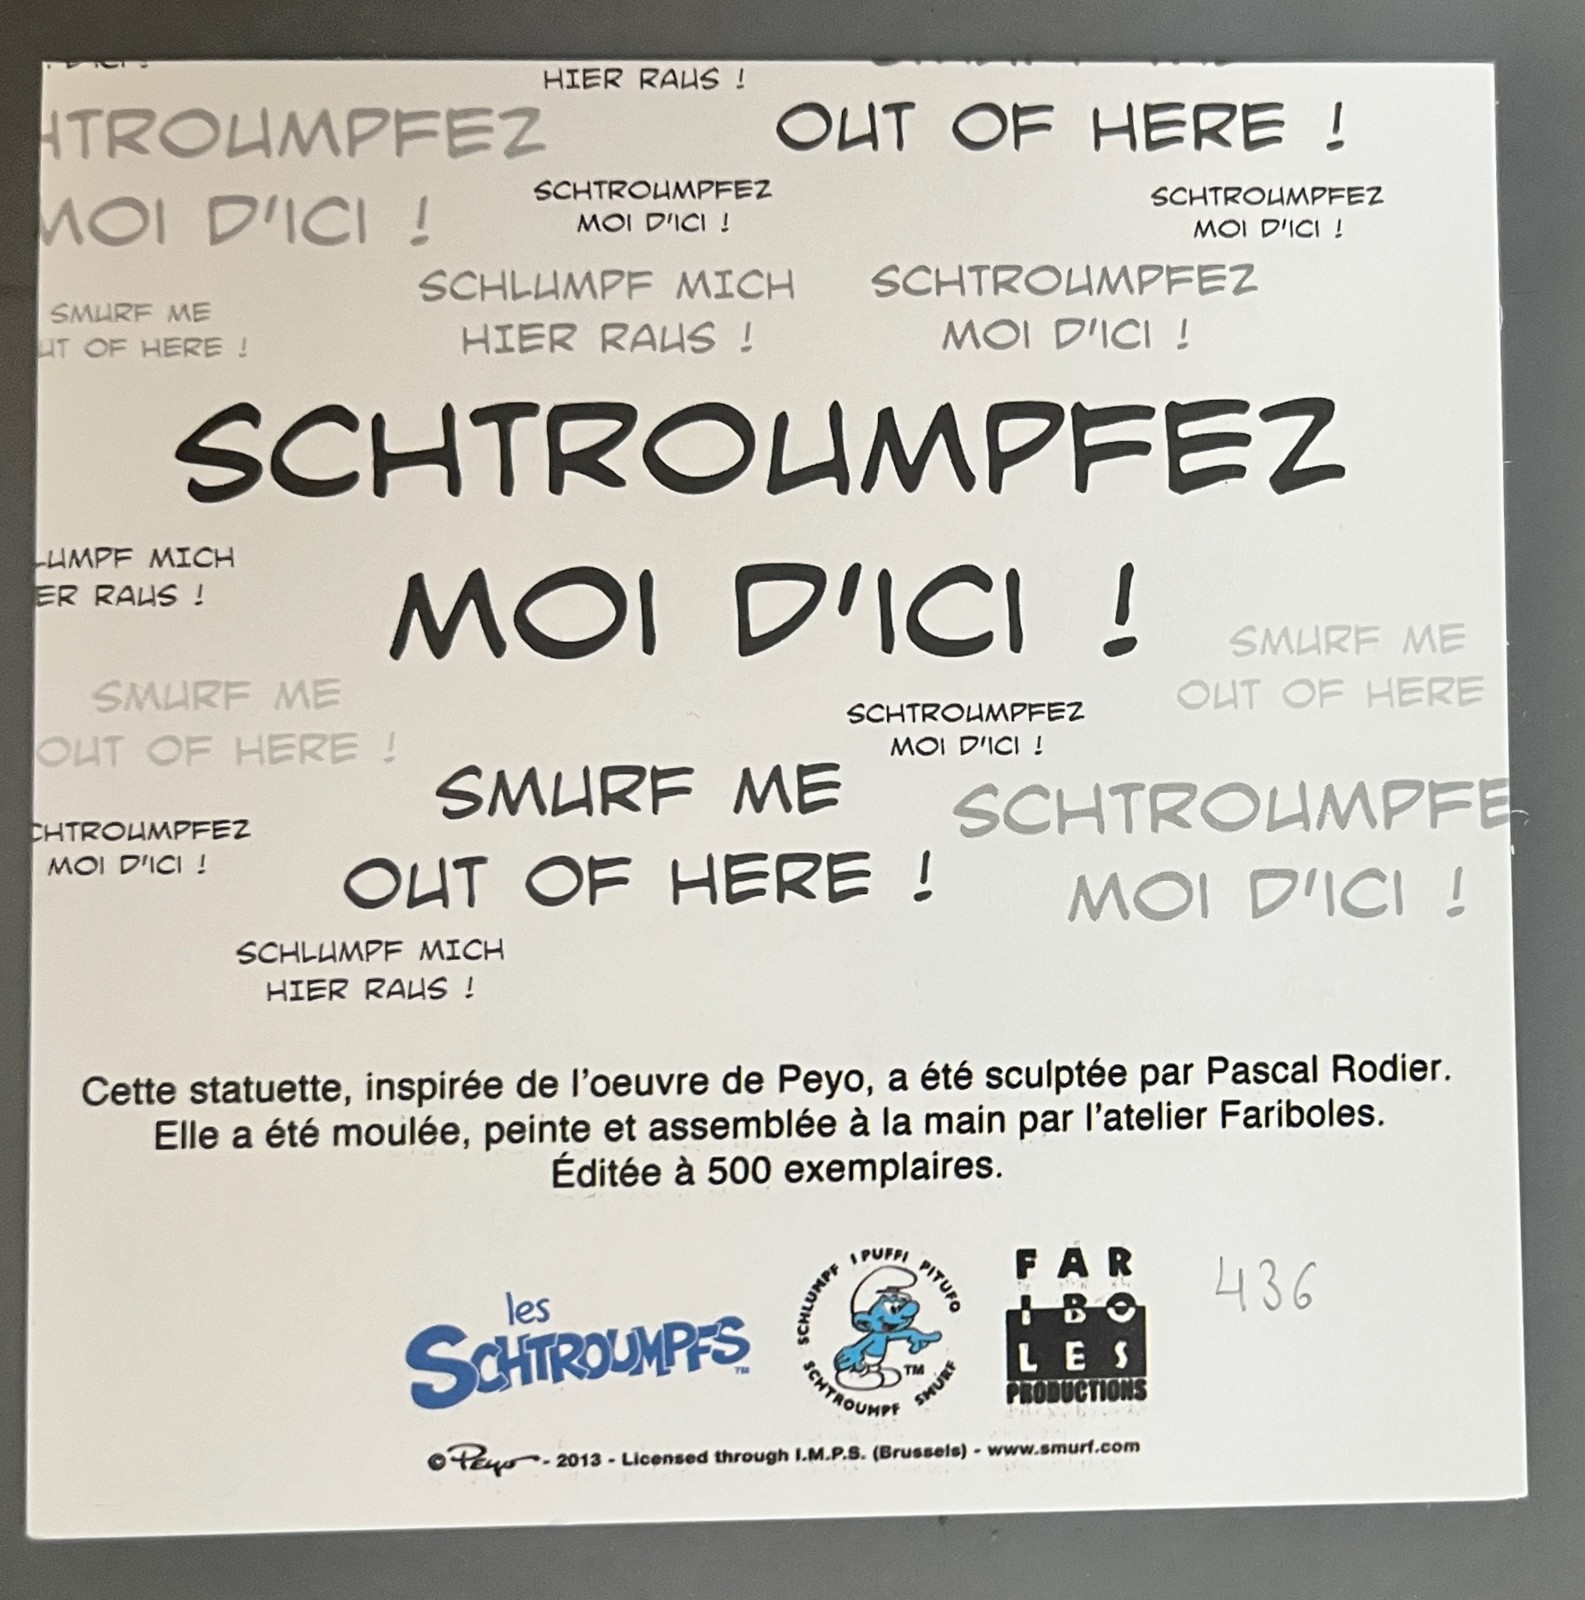 HIER RAUS !
HTROUMPFEZ
MOI D'ICI !
OUT OF HERE !
SCHTROUMPFEZ
MOI D'ICI !
SCHTROUMPFEZ
MOI D'ICI !
SMURF ME
UT OF HERE !
SCHLUMPF MICH
HIER RAUS !
SCHTROUMPFEZ
MOI D'ICI !
SCHTROUMPFEZ
MOI D'ICI !
LUMPF MICH
ER RAUS !
SMURF ME
OUT OF HERE
SMURF ME
OUT OF HERE !
SCHTROUMPFEZ
MOI D'ICI !
SMURF ME
OUT OF HERE !
SCHTROUMPFE
MOI D'ICI !
CHTROUMPFEZ
MOI D'ICI !
SCHLUMPF MICH
HIER RAUS !
Cette statuette, inspirée de l'oeuvre de Peyo, a été sculptée par Pascal Rodier.
Elle a été moulée, peinte et assemblée à la main par l'atelier Fariboles.
Éditée à 500 exemplaires.
les
SCHTROUMPFS™
SCHLUMPF I PUFFI PITUFO
SCHTROUMPF SMURF
™
FAR
IBO
LES
PRODUCTIONS
436
© Peyo - 2013 - Licensed through I.M.P.S. (Brussels) - www.smurf.com